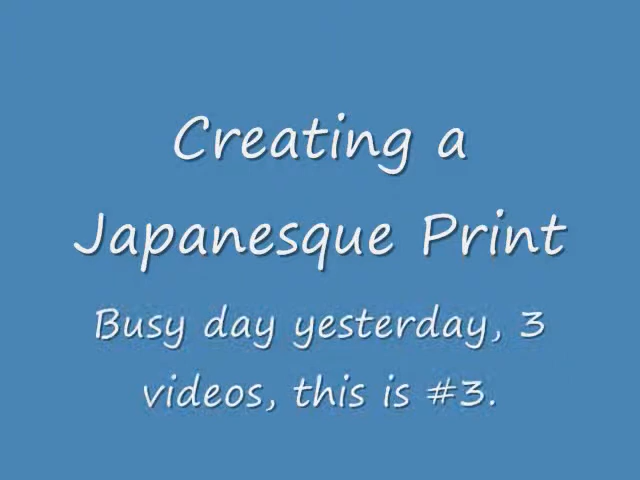 Creating a
Japanesque Print
Busy day yesterday, 3
videos, this is #3.